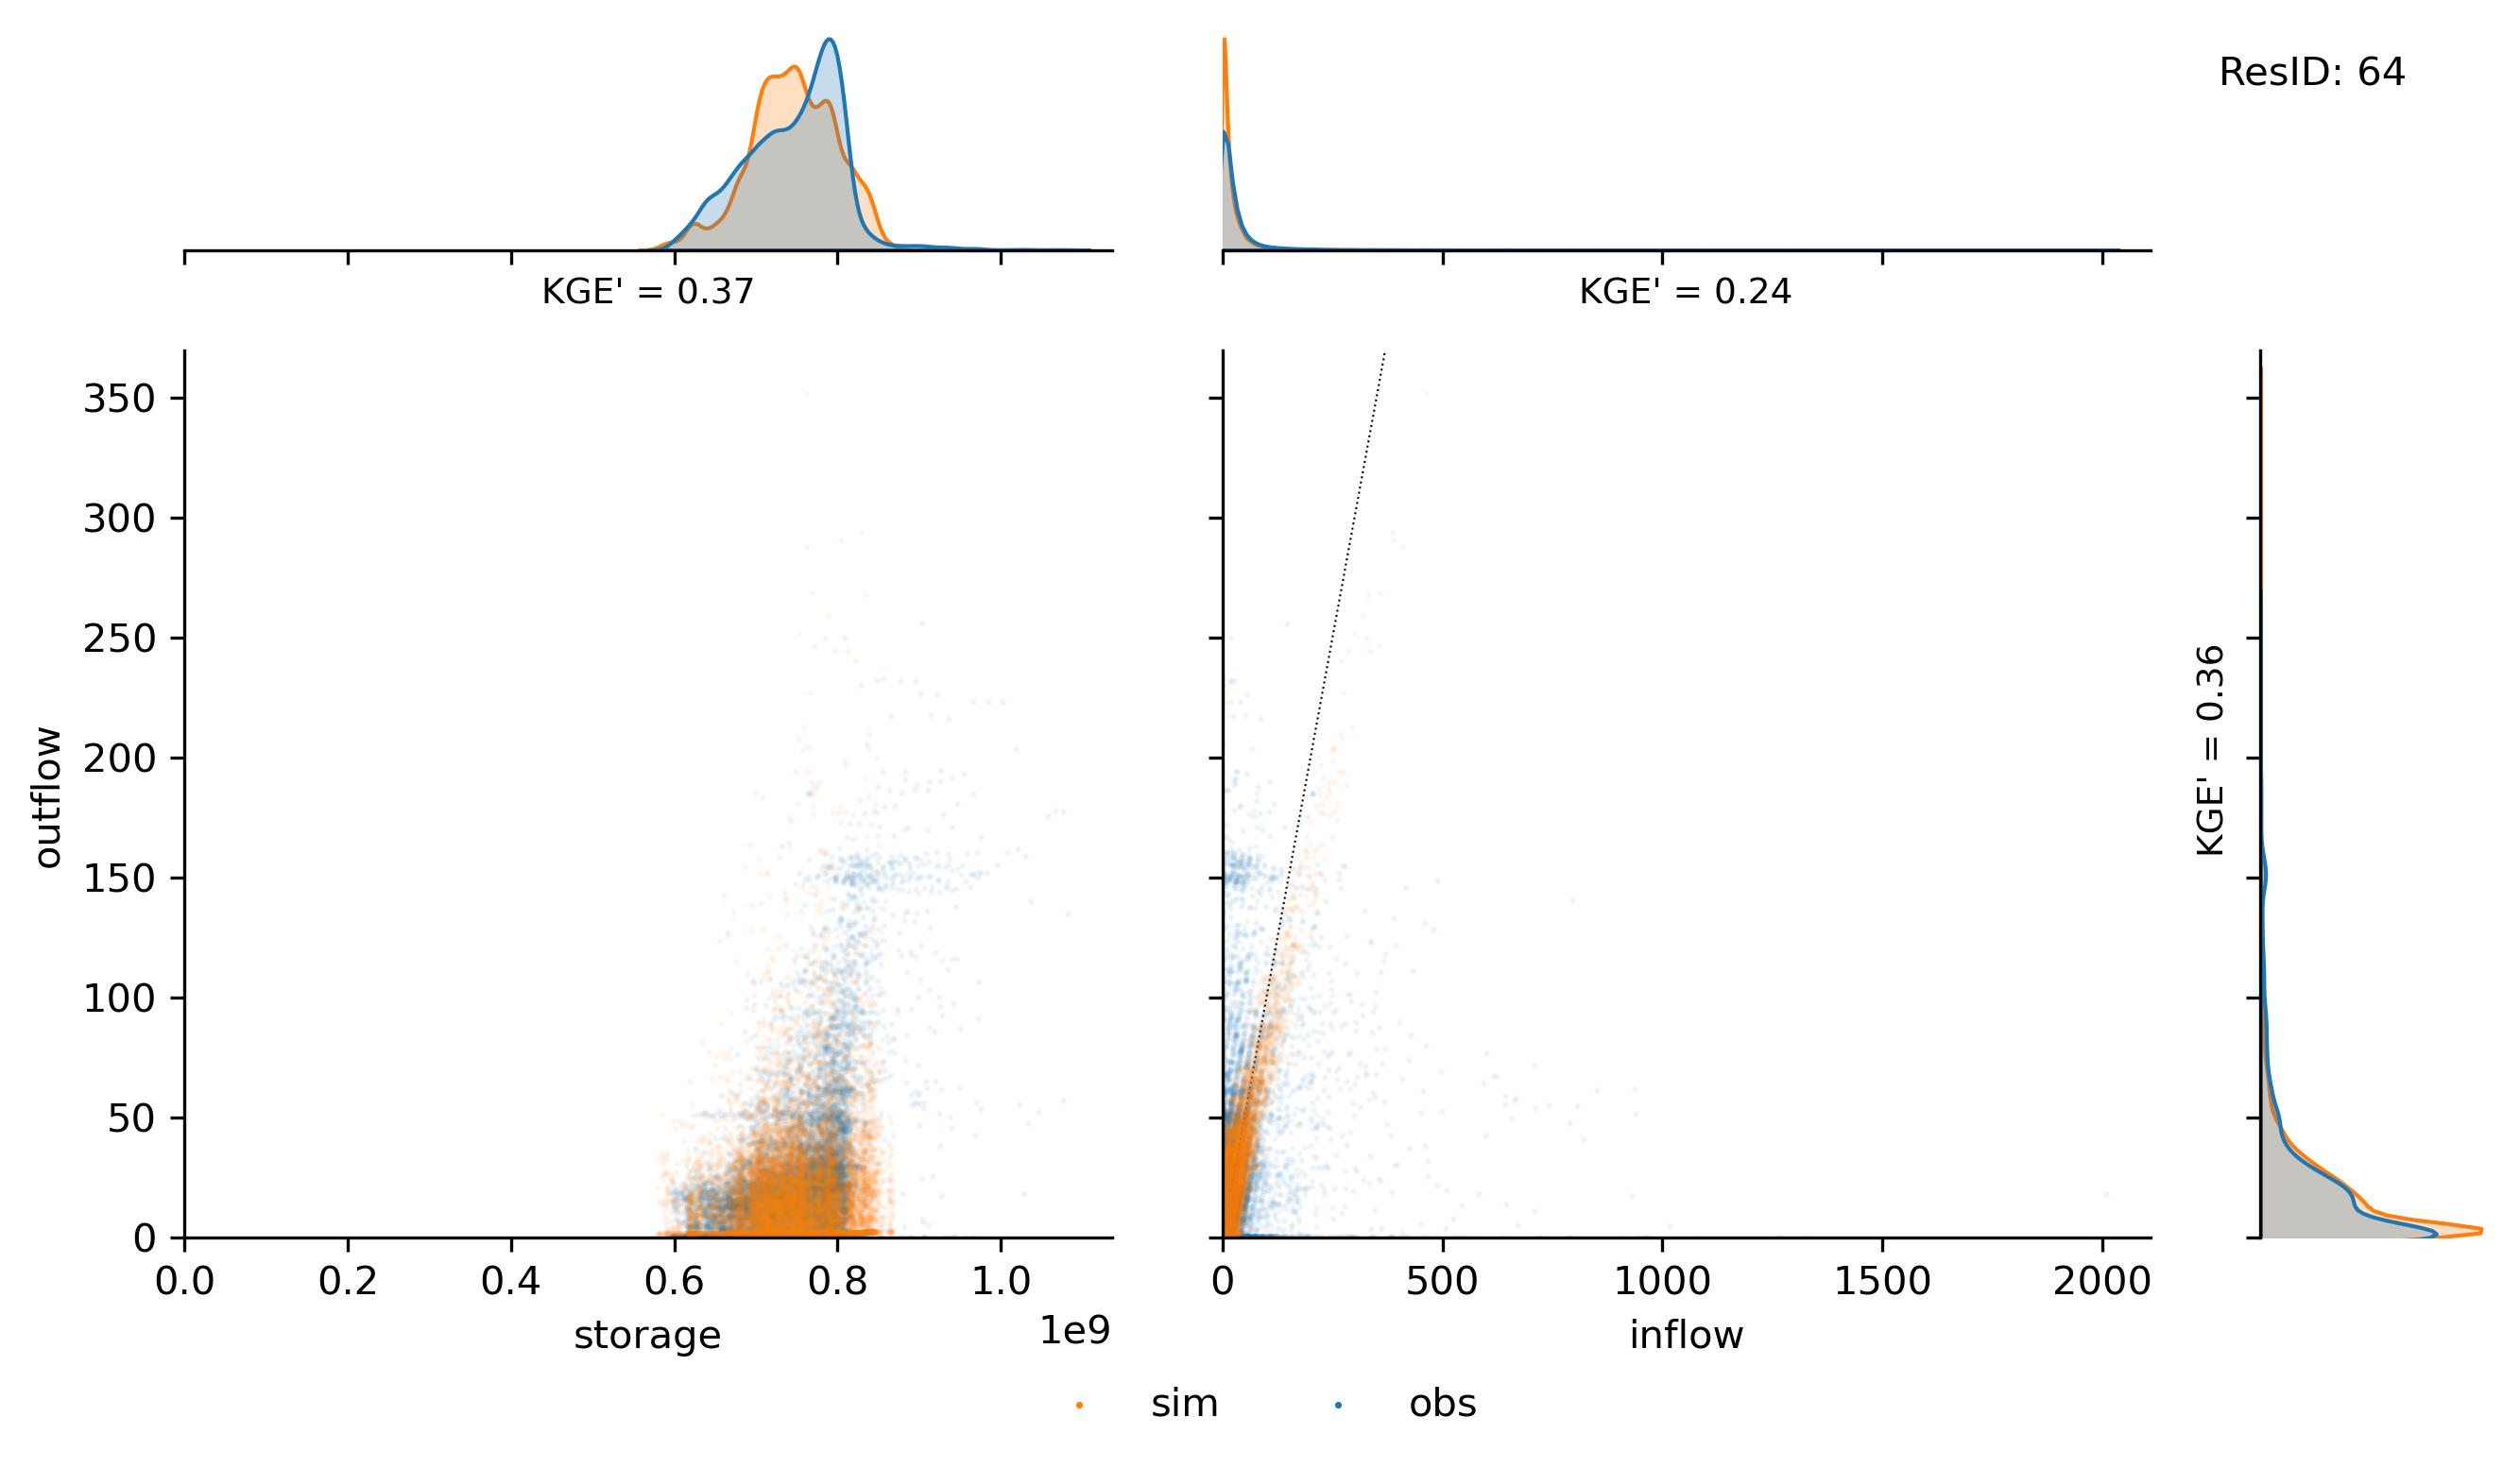 ResID: 64
KGE' = 0.37
KGE' = 0.24
350
300
250
200
150
100
50
0
outflow
KGE' = 0.36
0.0 0.2 0.4 0.6 0.8 1.0
1e9
storage
0 500 1000 1500 2000
inflow
sim obs